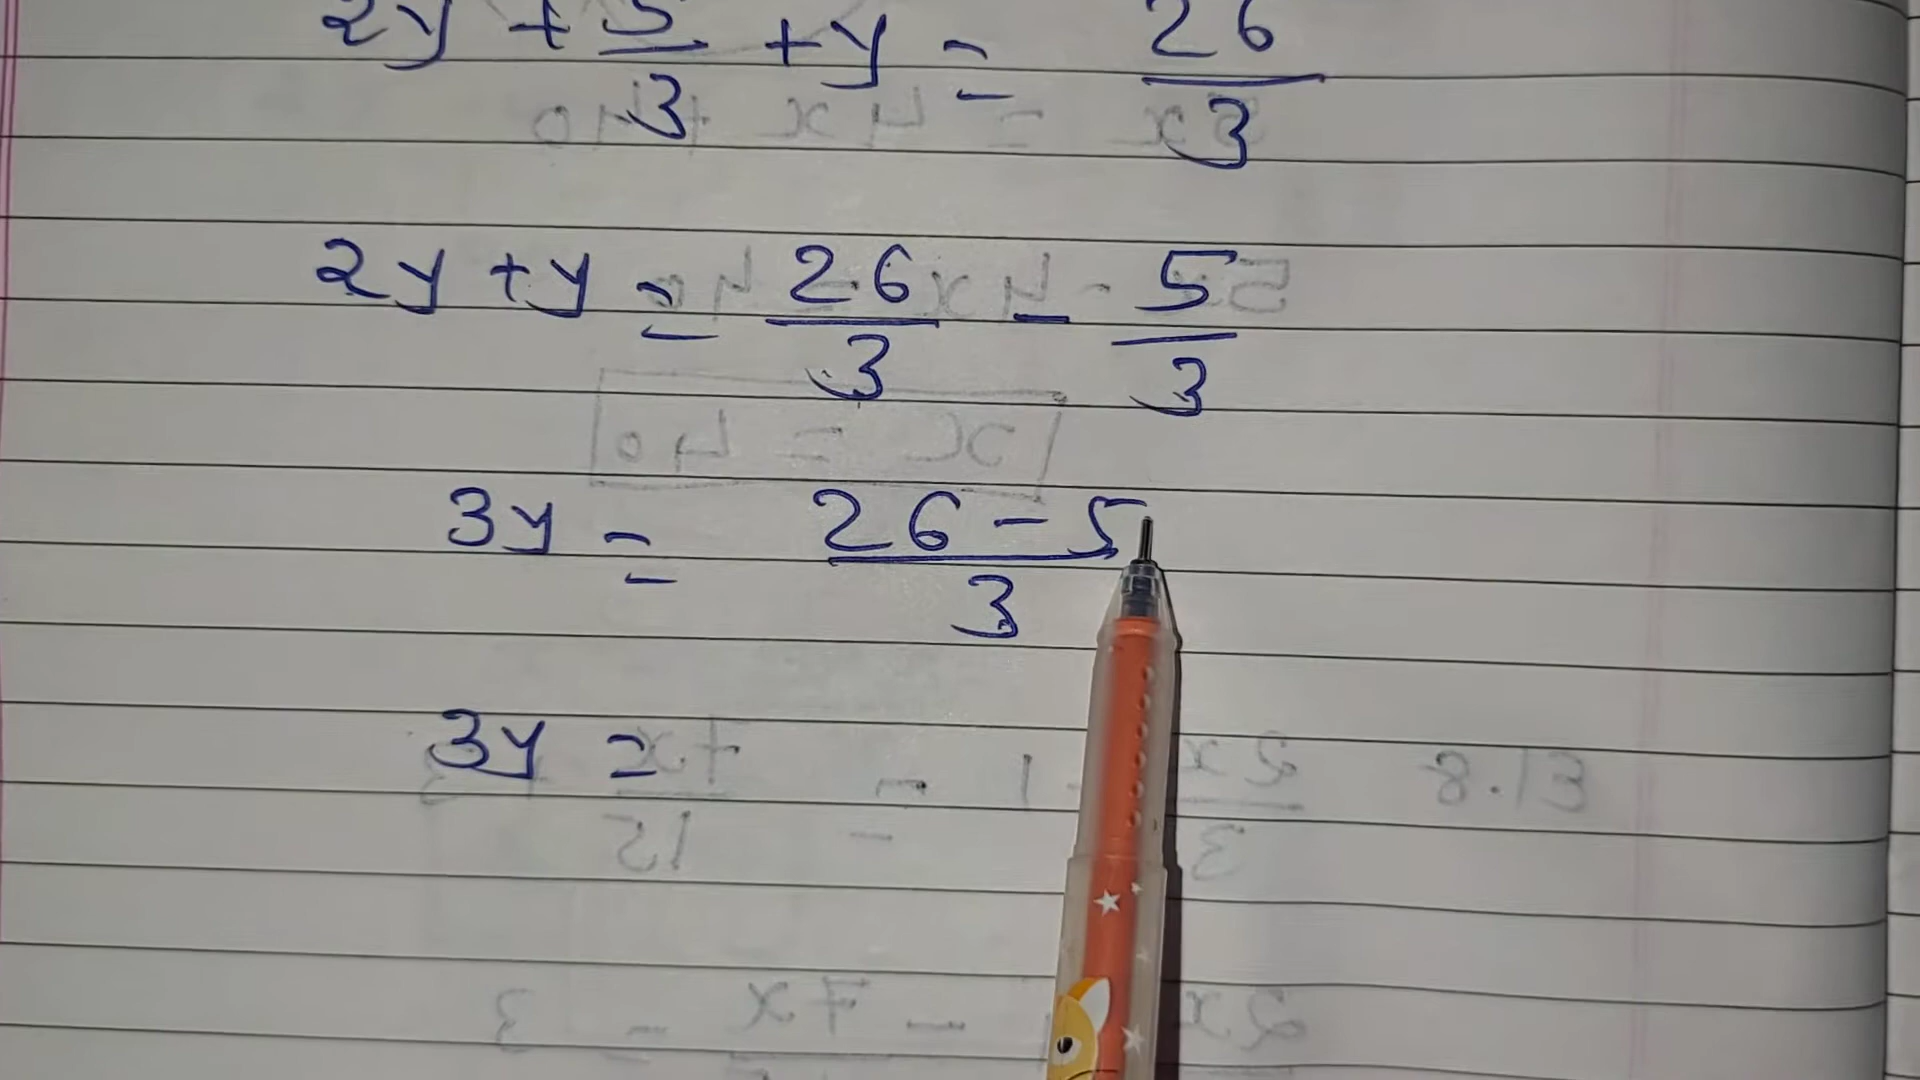 2y + 5/3 + y = 26/3
2y + y = 26/3 - 5/3
3y = 26 - 5/3
3y =